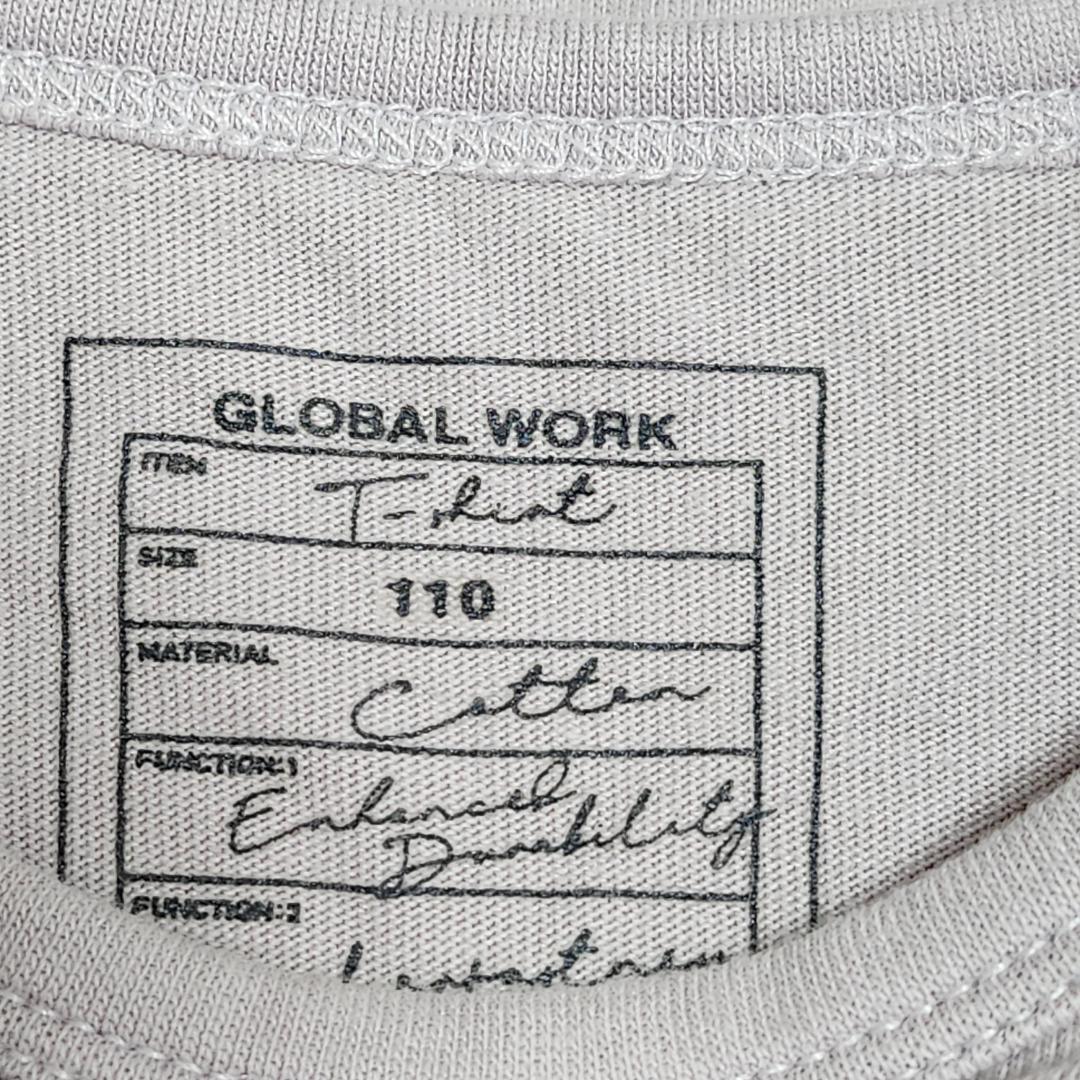 GLOBAL WORK
ITEM
T-shirt
SIZE
110
MATERIAL
Cotton
FUNCTION:1
Enhanced
Durability
FUNCTION:2